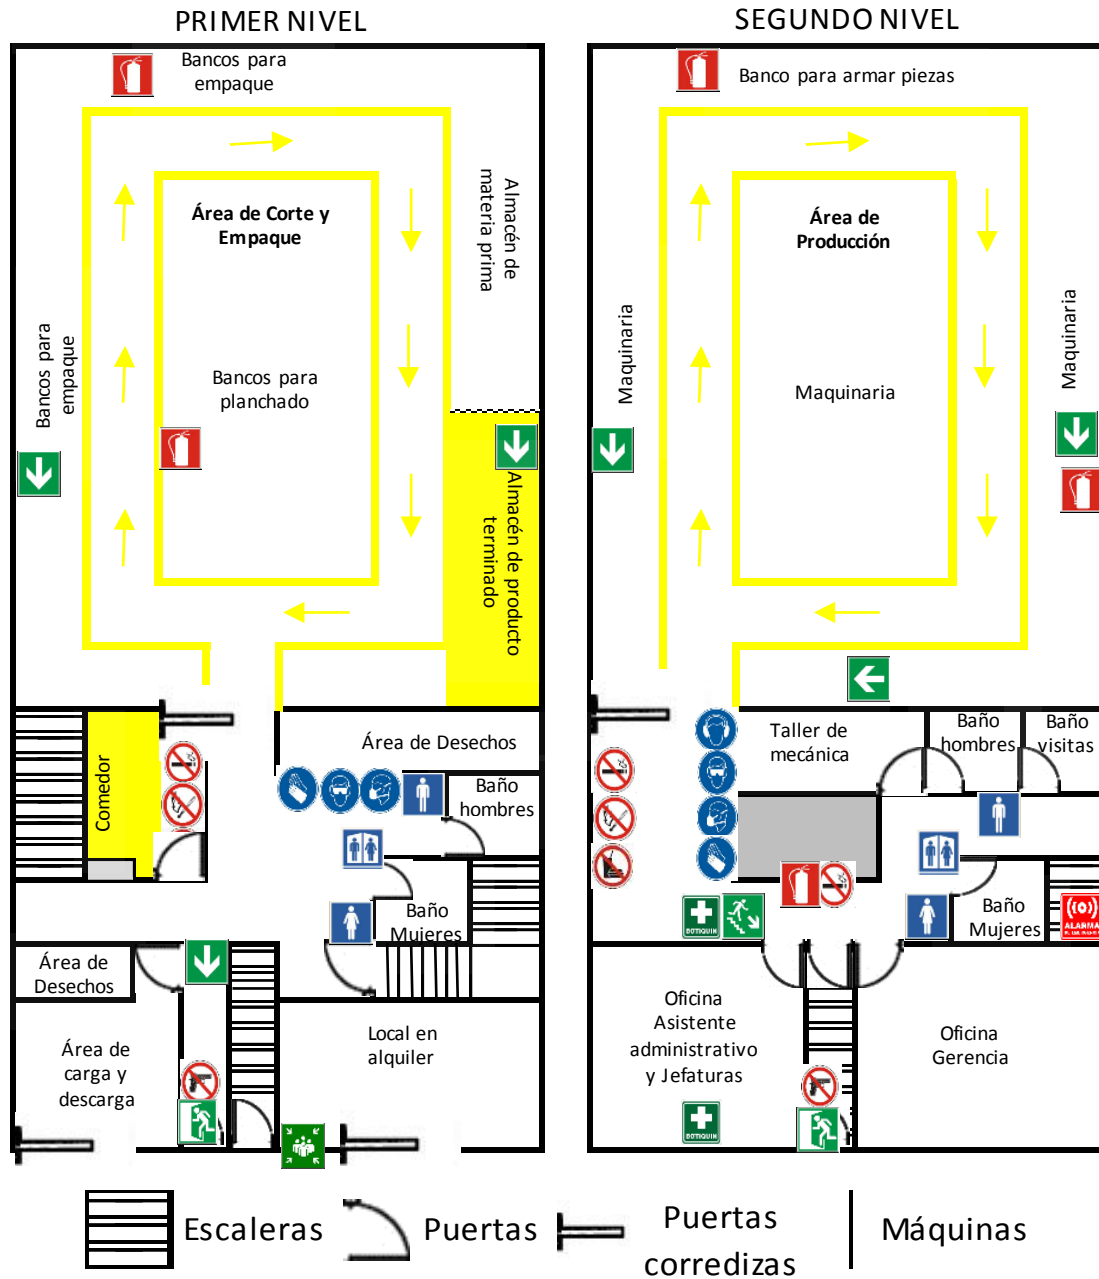 PRIMER NIVEL
Bancos para
empaque
Almacén de
materia prima
Área de Corte y
Empaque
Bancos para
empaque
Bancos para
planchado
Almacén de producto
terminado
Comedor
Área de Desechos
Baño
hombres
Baño
Mujeres
Área de
Desechos
Área de
carga y
descarga
Local en
alquiler
SEGUNDO NIVEL
Banco para armar piezas
Área de
Producción
Maquinaria
Maquinaria
Maquinaria
Taller de
mecánica
Baño
hombres
Baño
visitas
BOTIQUIN
Baño
Mujeres
ALARMA
Oficina
Asistente
administrativo
y Jefaturas
Oficina
Gerencia
BOTIQUIN
Escaleras
Puertas
Puertas
corredizas
Máquinas